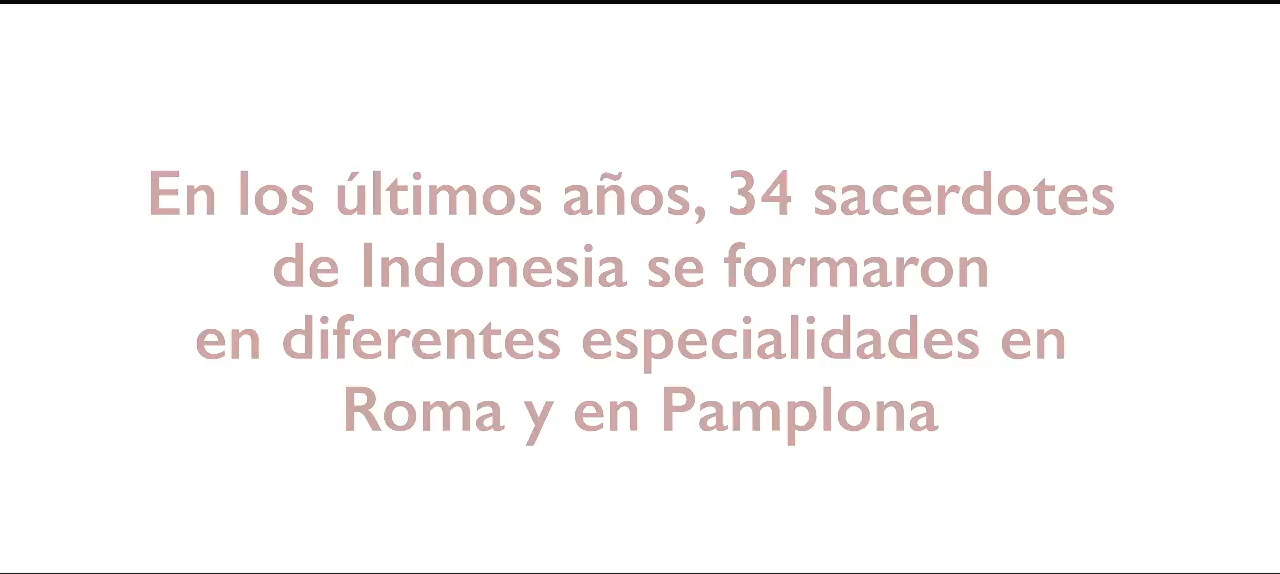 En los últimos años, 34 sacerdotes
de Indonesia se formaron
en diferentes especialidades en
Roma y en Pamplona